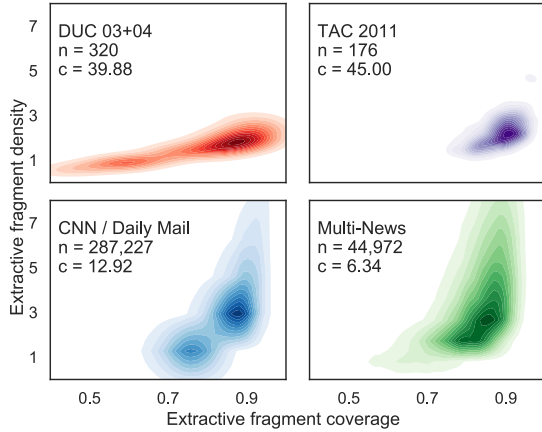 DUC 03+04
n = 320
c = 39.88
TAC 2011
n = 176
c = 45.00
7
5
3
1
CNN / Daily Mail
n = 287,227
c = 12.92
Multi-News
n = 44,972
c = 6.34
7
5
3
1
Extractive fragment density
0.5 0.7 0.9 0.5 0.7 0.9
Extractive fragment coverage